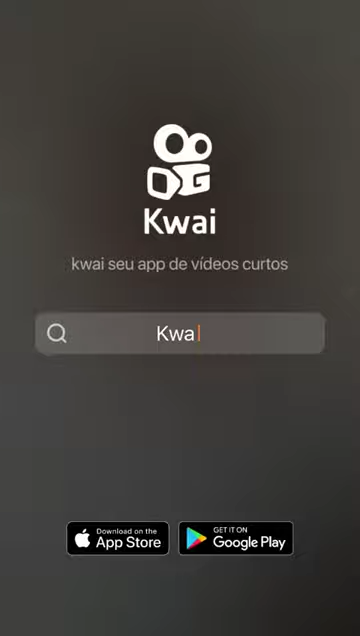 Kwai
kwai seu app de vídeos curtos
Kwa
Download on the
App Store
GET IT ON
Google Play